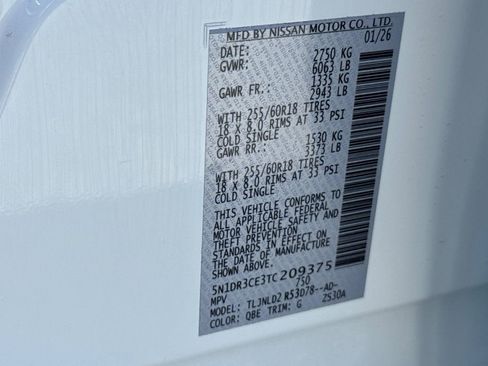 MFD BY NISSAN MOTOR CO., LTD.
DATE: 01/26
GVWR: 2750 KG
6063 LB
GAWR FR.: 1335 KG
2943 LB
WITH 255/60R18 TIRES
18 X 8.0 RIMS AT 33 PSI
COLD SINGLE
GAWR RR.: 1530 KG
3373 LB
WITH 255/60R18 TIRES
18 X 8.0 RIMS AT 33 PSI
COLD SINGLE
THIS VEHICLE CONFORMS TO
ALL APPLICABLE FEDERAL
MOTOR VEHICLE SAFETY AND
THEFT PREVENTION
STANDARDS IN EFFECT ON
THE DATE OF MANUFACTURE
SHOWN ABOVE.
5N1DR3CE3TC209375
MPV 750
MODEL: TLJNLD2 R53D78--AD-
COLOR: QBE TRIM: G 2S30A